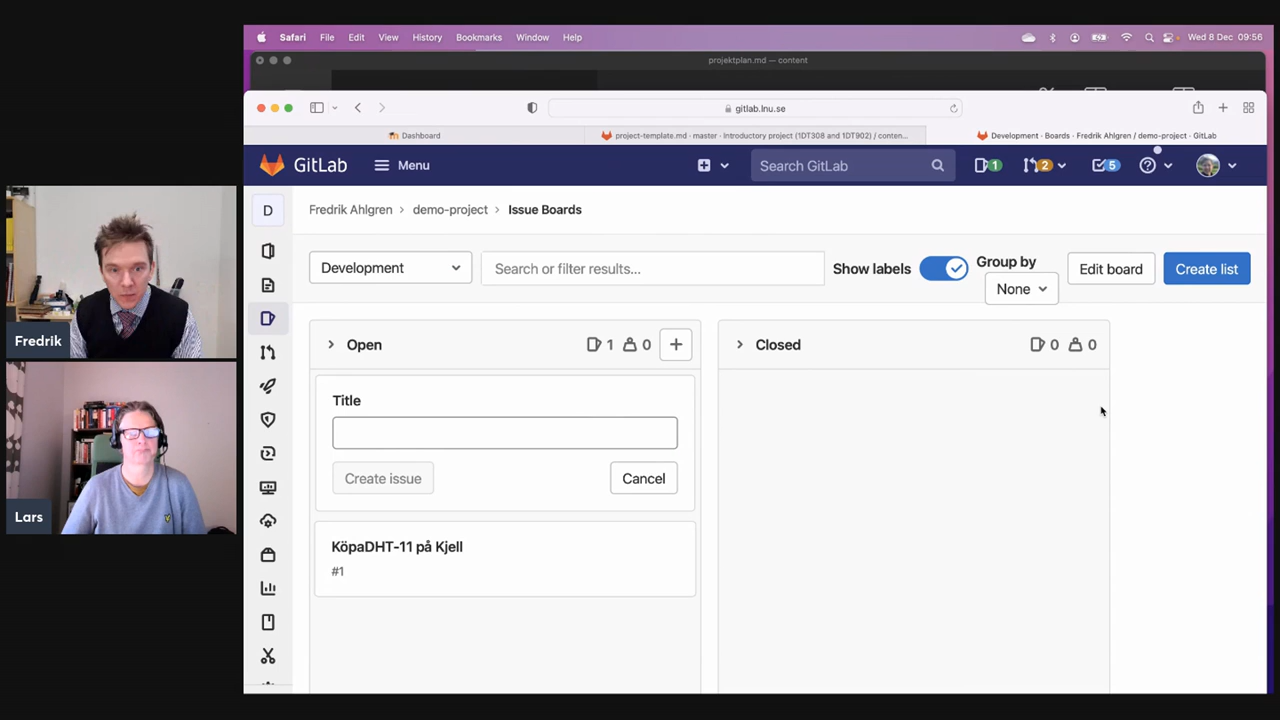 Safari File Edit View History Bookmarks Window Help Wed 8 Dec 09:56
projektplan.md — content
gitlab.lnu.se
Dashboard
project-template.md · master · Introductory project (1DT308 and 1DT902) / conten...
Development · Boards · Fredrik Ahlgren / demo-project · GitLab
GitLab Menu Search GitLab 1 2 5
D
Fredrik Ahlgren > demo-project > Issue Boards
Development
Search or filter results...
Show labels
Group by
None
Edit board
Create list
Open 1 0 +
Closed 0 0
Title
Create issue
Cancel
KöpaDHT-11 på Kjell
#1
Fredrik
Lars